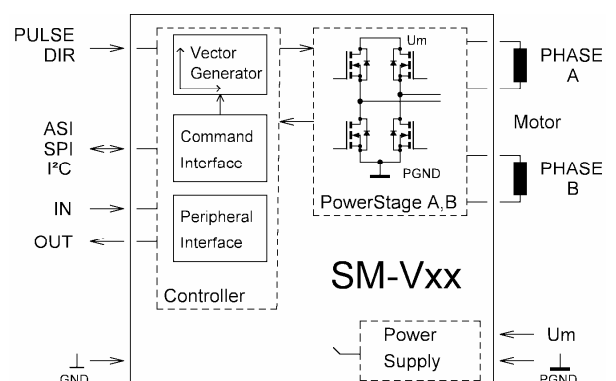 PULSE
DIR
Vector
Generator
Um
PHASE
A
ASI
SPI
I²C
Command
Interface
Motor
PGND
PHASE
B
IN
OUT
Peripheral
Interface
PowerStage A,B
Controller
SM-Vxx
Power
Supply
Um
GND
PGND